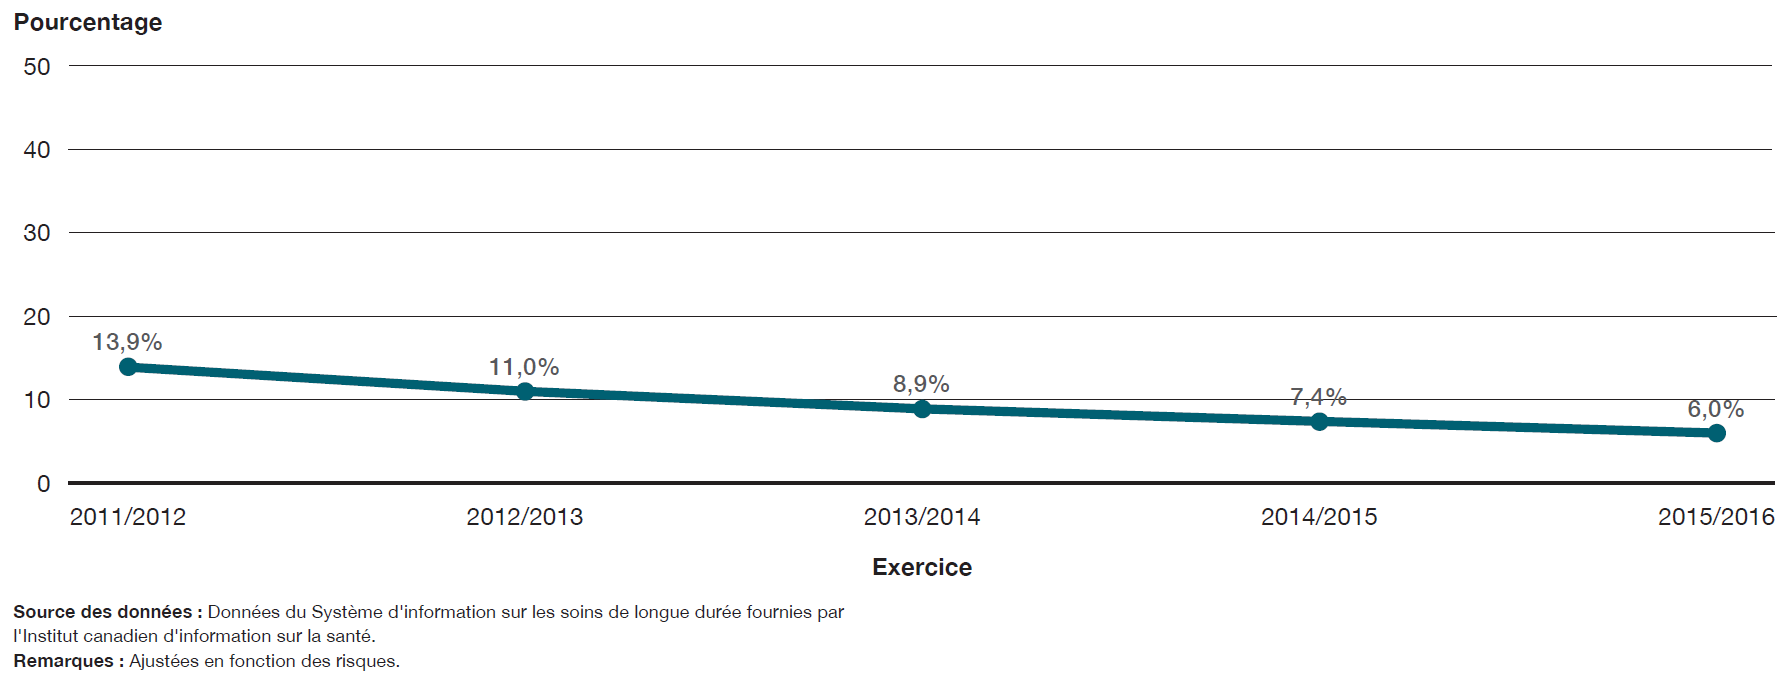 Pourcentage
50
40
30
20
13,9%
11,0%
10
8,9%
7,4%
6,0%
0
2011/2012 2012/2013 2013/2014 2014/2015 2015/2016
Exercice
Source des données : Données du Système d'information sur les soins de longue durée fournies par
l'Institut canadien d'information sur la santé.
Remarques : Ajustées en fonction des risques.